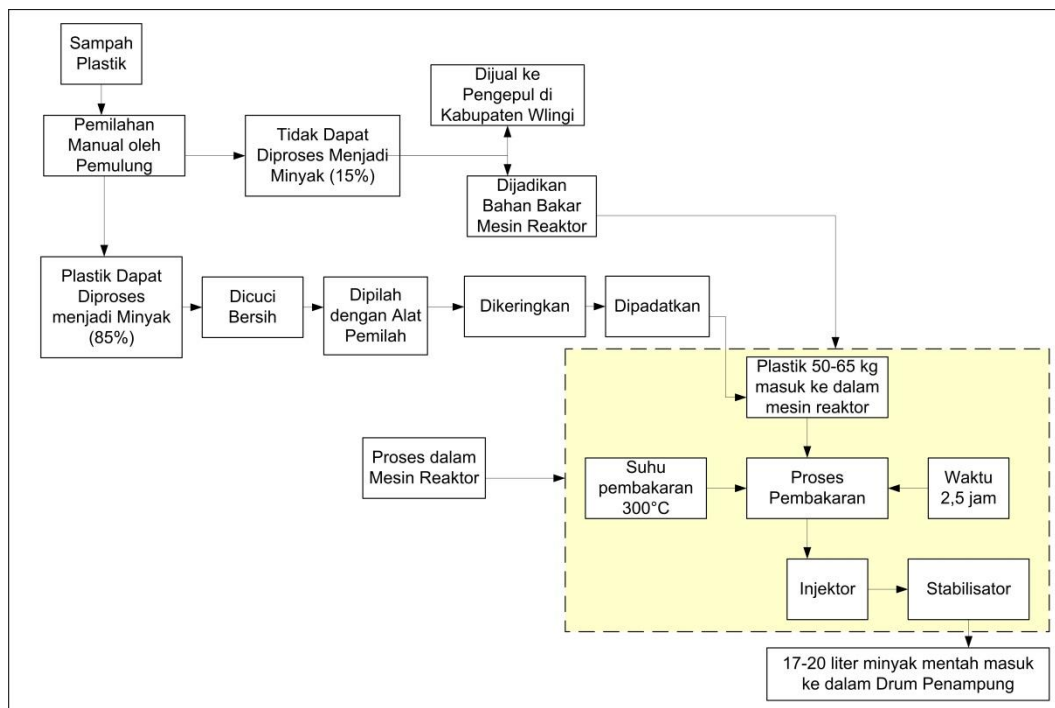 Sampah
Plastik
Pemilahan
Manual oleh
Pemulung
Tidak Dapat
Diproses Menjadi
Minyak (15%)
Dijual ke
Pengepul di
Kabupaten Wlingi
Dijadikan
Bahan Bakar
Mesin Reaktor
Plastik Dapat
Diproses
menjadi Minyak
(85%)
Dicuci
Bersih
Dipilah
dengan Alat
Pemilah
Dikeringkan
Dipadatkan
Plastik 50-65 kg
masuk ke dalam
mesin reaktor
Proses dalam
Mesin Reaktor
Suhu
pembakaran
300°C
Proses
Pembakaran
Waktu
2,5 jam
Injektor
Stabilisator
17-20 liter minyak mentah masuk
ke dalam Drum Penampung